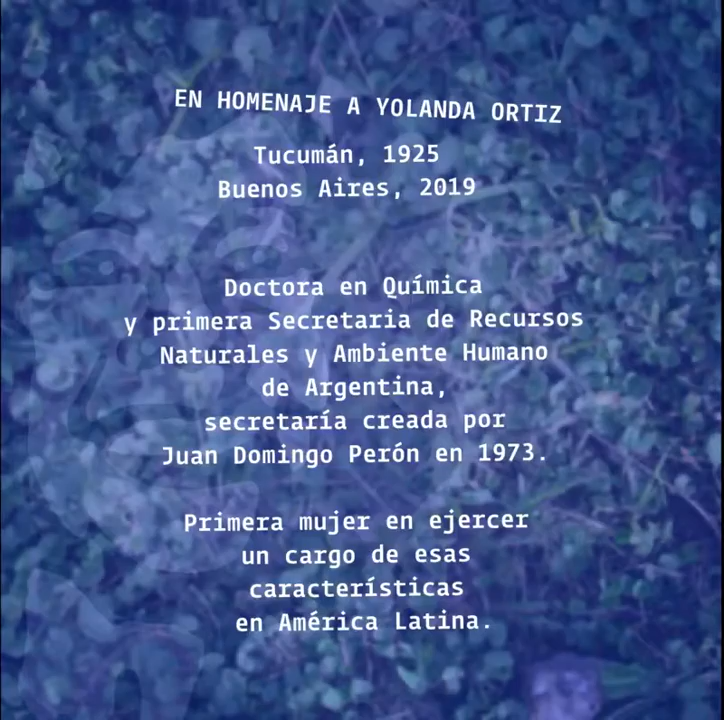 EN HOMENAJE A YOLANDA ORTIZ
Tucumán, 1925
Buenos Aires, 2019
Doctora en Química
y primera Secretaria de Recursos
Naturales y Ambiente Humano
de Argentina,
secretaría creada por
Juan Domingo Perón en 1973.
Primera mujer en ejercer
un cargo de esas
características
en América Latina.